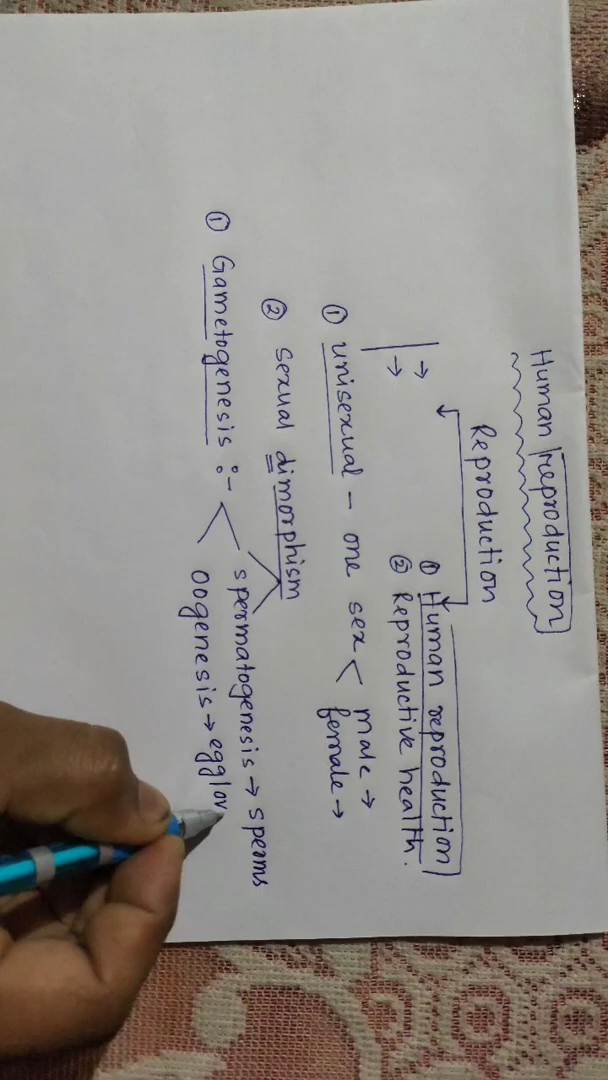 Human reproduction
Reproduction
① Human reproduction
② Reproductive health.
① unisexual - one sex < male →
female →
② sexual dimorphism
① Gametogenesis :- < spermatogenesis → sperms
oogenesis → egg/ov